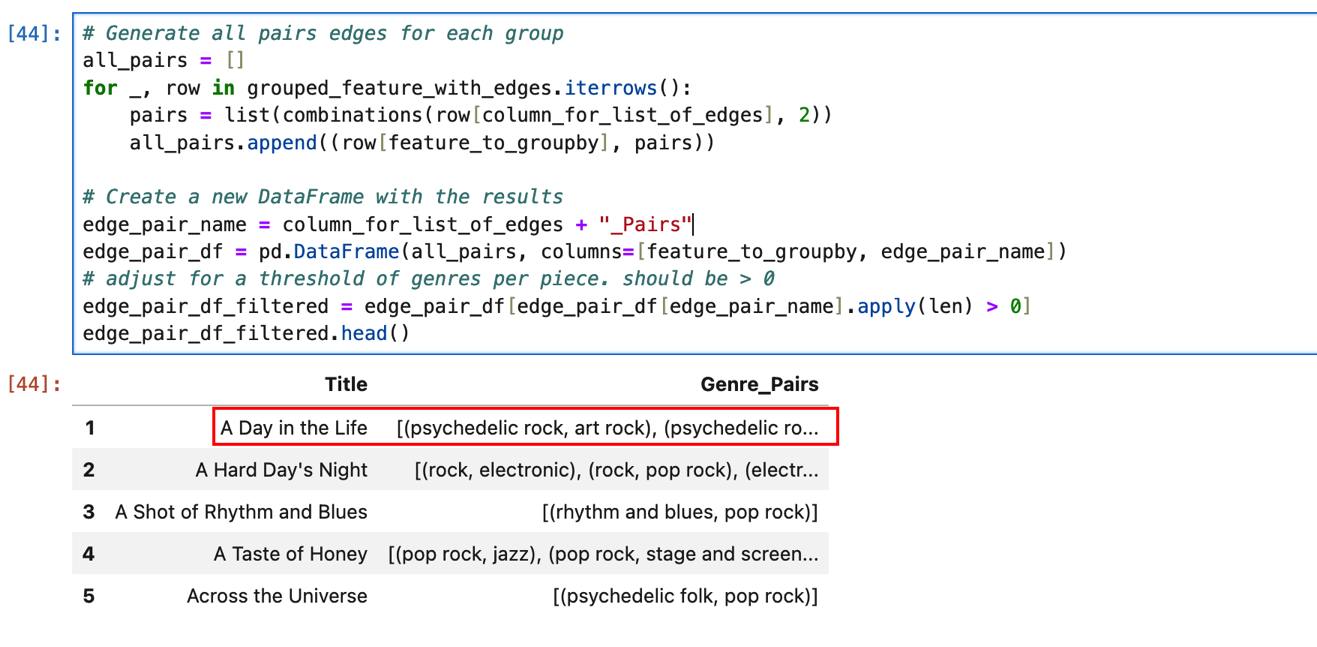 [44]: # Generate all pairs edges for each group
all_pairs = []
for _, row in grouped_feature_with_edges.iterrows():
    pairs = list(combinations(row[column_for_list_of_edges], 2))
    all_pairs.append((row[feature_to_groupby], pairs))
# Create a new DataFrame with the results
edge_pair_name = column_for_list_of_edges + "_Pairs"
edge_pair_df = pd.DataFrame(all_pairs, columns=[feature_to_groupby, edge_pair_name])
# adjust for a threshold of genres per piece. should be > 0
edge_pair_df_filtered = edge_pair_df[edge_pair_df[edge_pair_name].apply(len) > 0]
edge_pair_df_filtered.head()
[44]: Title Genre_Pairs
1 A Day in the Life [(psychedelic rock, art rock), (psychedelic ro...
2 A Hard Day's Night [(rock, electronic), (rock, pop rock), (electr...
3 A Shot of Rhythm and Blues [(rhythm and blues, pop rock)]
4 A Taste of Honey [(pop rock, jazz), (pop rock, stage and screen...
5 Across the Universe [(psychedelic folk, pop rock)]